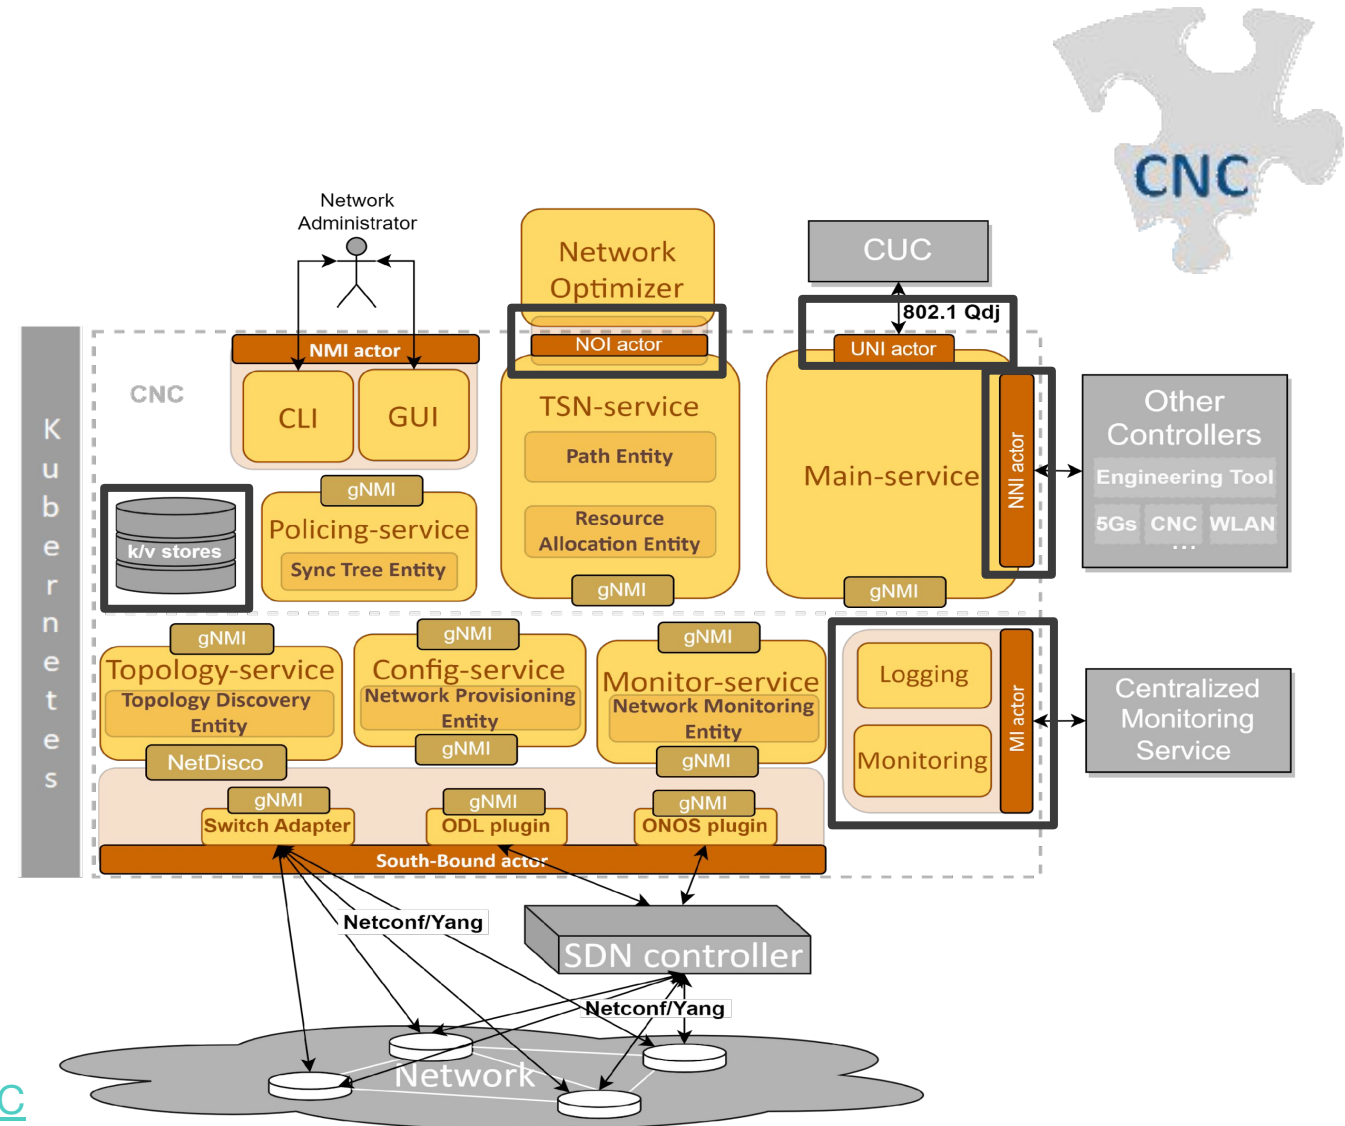 CNC
Network
Administrator
Network
Optimizer
CUC
802.1 Qdj
NMI actor
NOI actor
UNI actor
CNC
CLI
GUI
TSN-service
Path Entity
Resource
Allocation Entity
gNMI
Main-service
gNMI
NNI actor
Other
Controllers
Engineering Tool
5Gs
CNC
WLAN
...
Kubernetes
k/v stores
gNMI
Policing-service
Sync Tree Entity
gNMI
Topology-service
Topology Discovery
Entity
NetDisco
gNMI
Config-service
Network Provisioning
Entity
gNMI
gNMI
Monitor-service
Network Monitoring
Entity
gNMI
Logging
Monitoring
MI actor
Centralized
Monitoring
Service
gNMI
Switch Adapter
gNMI
ODL plugin
gNMI
ONOS plugin
South-Bound actor
Netconf/Yang
SDN controller
Netconf/Yang
Network
C